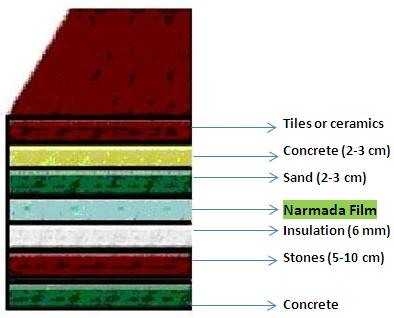 Tiles or ceramics
Concrete (2-3 cm)
Sand (2-3 cm)
Narmada Film
Insulation (6 mm)
Stones (5-10 cm)
Concrete